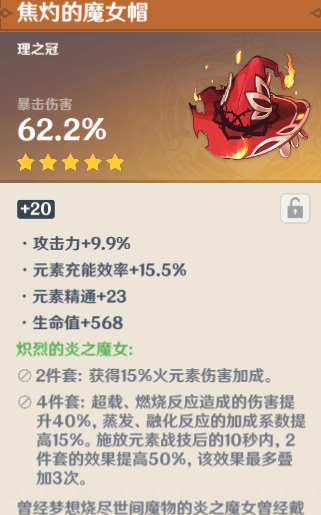 焦灼的魔女帽
理之冠
暴击伤害
62.2%
+20
·攻击力+9.9%
·元素充能效率+15.5%
·元素精通+23
·生命值+568
炽烈的炎之魔女:
2件套: 获得15%火元素伤害加成。
4件套: 超载、燃烧反应造成的伤害提
升40%, 蒸发、融化反应的加成系数提
高15%。施放元素战技后的10秒内, 2
件套的效果提高50%, 该效果最多叠
加3次。
曾经梦想烧尽世间魔物的炎之魔女曾经戴